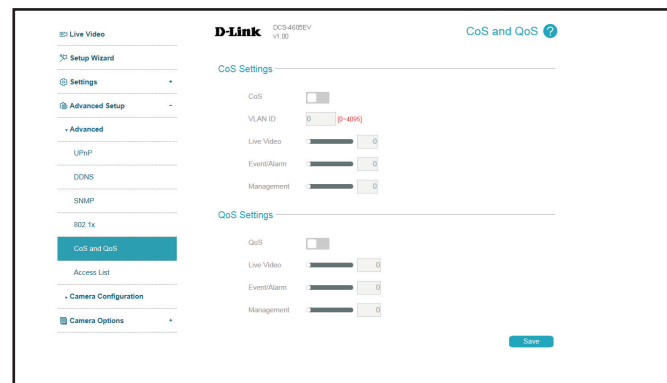 Live Video
Setup Wizard
Settings +
Advanced Setup -
Advanced
UPnP
DDNS
SNMP
802.1x
CoS and QoS
Access List
Camera Configuration
Camera Options +
D-Link
DCS-4605EV
v1.00
CoS and QoS ?
CoS Settings
CoS
VLAN ID 0 [0~4095]
Live Video 0
Event/Alarm 0
Management 0
QoS Settings
QoS
Live Video 0
Event/Alarm 0
Management 0
Save